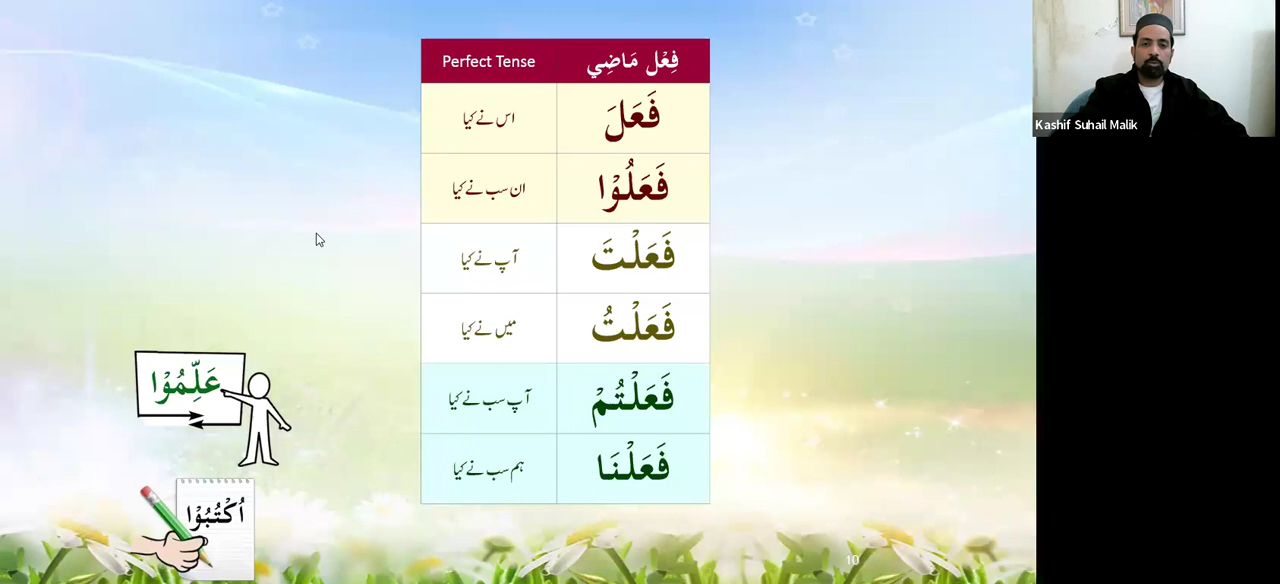 Perfect Tense فِعْل مَاضِي
اس نے کیا فَعَلَ
ان سب نے کیا فَعَلُوْا
آپ نے کیا فَعَلْتَ
میں نے کیا فَعَلْتُ
آپ سب نے کیا فَعَلْتُمْ
ہم سب نے کیا فَعَلْنَا
عَلِّمُوْا
اُكْتُبُوْا
10
Kashif Suhail Malik